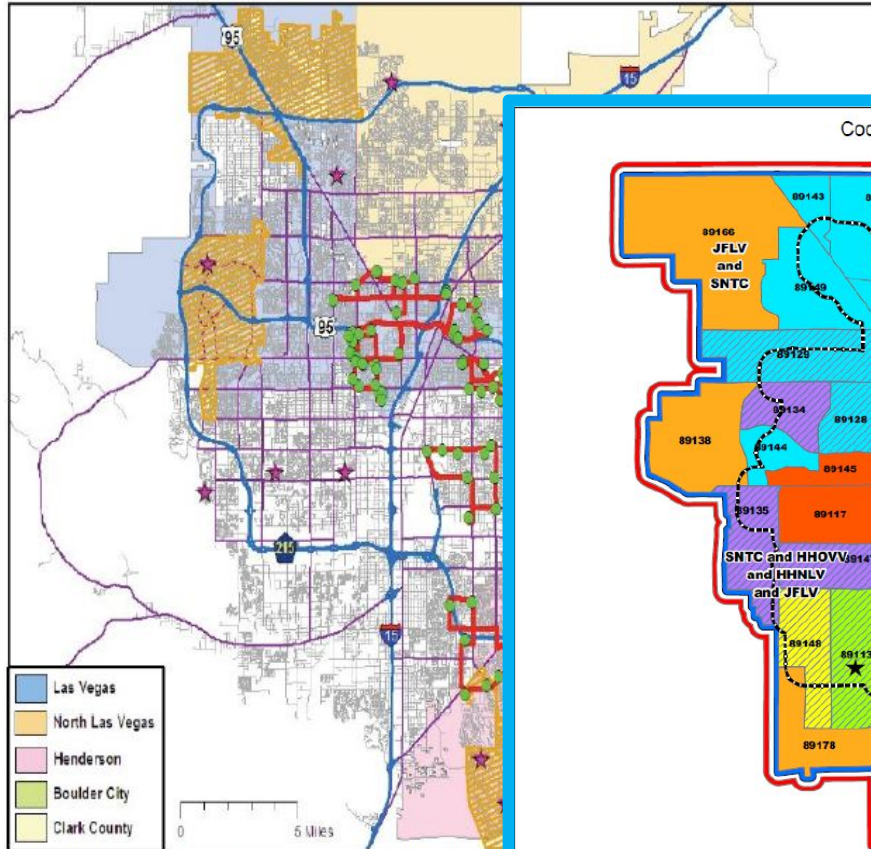 95
15
95
215
15
Las Vegas
North Las Vegas
Henderson
Boulder City
Clark County
0
5 Miles
89143
89166
JFLV
and
SNTC
89149
89129
89134
89128
89138
89144
89145
89135
89117
SNTC and HHOVV
and HHNLV
and JFLV
89148
89113
89178